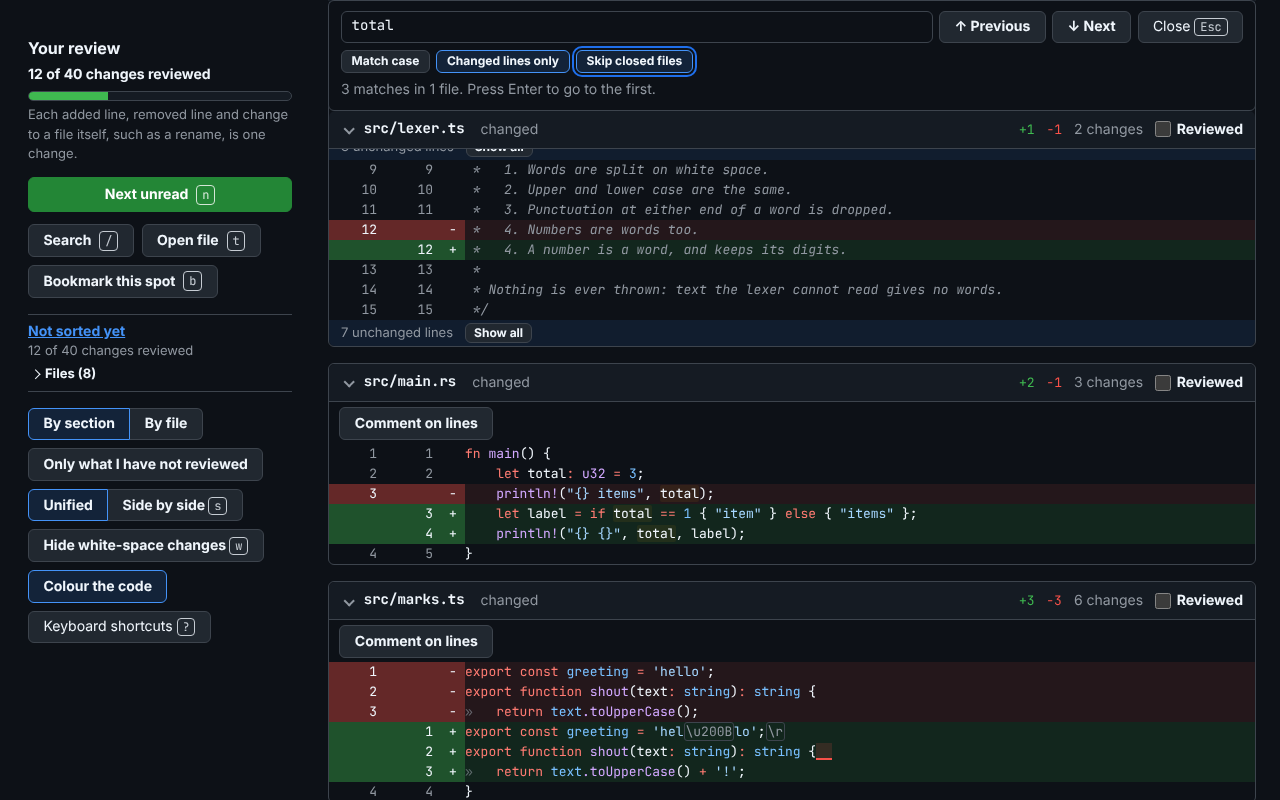 Your review
12 of 40 changes reviewed
Each added line, removed line and change
to a file itself, such as a rename, is one
change.
Next unread n
Search / Open file t
Bookmark this spot b
Not sorted yet
12 of 40 changes reviewed
Files (8)
By section By file
Only what I have not reviewed
Unified Side by side s
Hide white-space changes w
Colour the code
Keyboard shortcuts ?
total
↑ Previous ↓ Next Close Esc
Match case Changed lines only Skip closed files
3 matches in 1 file. Press Enter to go to the first.
src/lexer.ts changed +1 -1 2 changes Reviewed
unchanged lines Show all
9 9 * 1. Words are split on white space.
10 10 * 2. Upper and lower case are the same.
11 11 * 3. Punctuation at either end of a word is dropped.
12 - * 4. Numbers are words too.
12 + * 4. A number is a word, and keeps its digits.
13 13 *
14 14 * Nothing is ever thrown: text the lexer cannot read gives no words.
15 15 */
7 unchanged lines Show all
src/main.rs changed +2 -1 3 changes Reviewed
Comment on lines
1 1 fn main() {
2 2 let total: u32 = 3;
3 - println!("{} items", total);
3 + let label = if total == 1 { "item" } else { "items" };
4 + println!("{} {}", total, label);
4 5 }
src/marks.ts changed +3 -3 6 changes Reviewed
Comment on lines
1 - export const greeting = 'hello';
2 - export function shout(text: string): string {
3 - » return text.toUpperCase();
1 + export const greeting = 'hel\u200Blo';\r
2 + export function shout(text: string): string {
3 + » return text.toUpperCase() + '!';
4 4 }